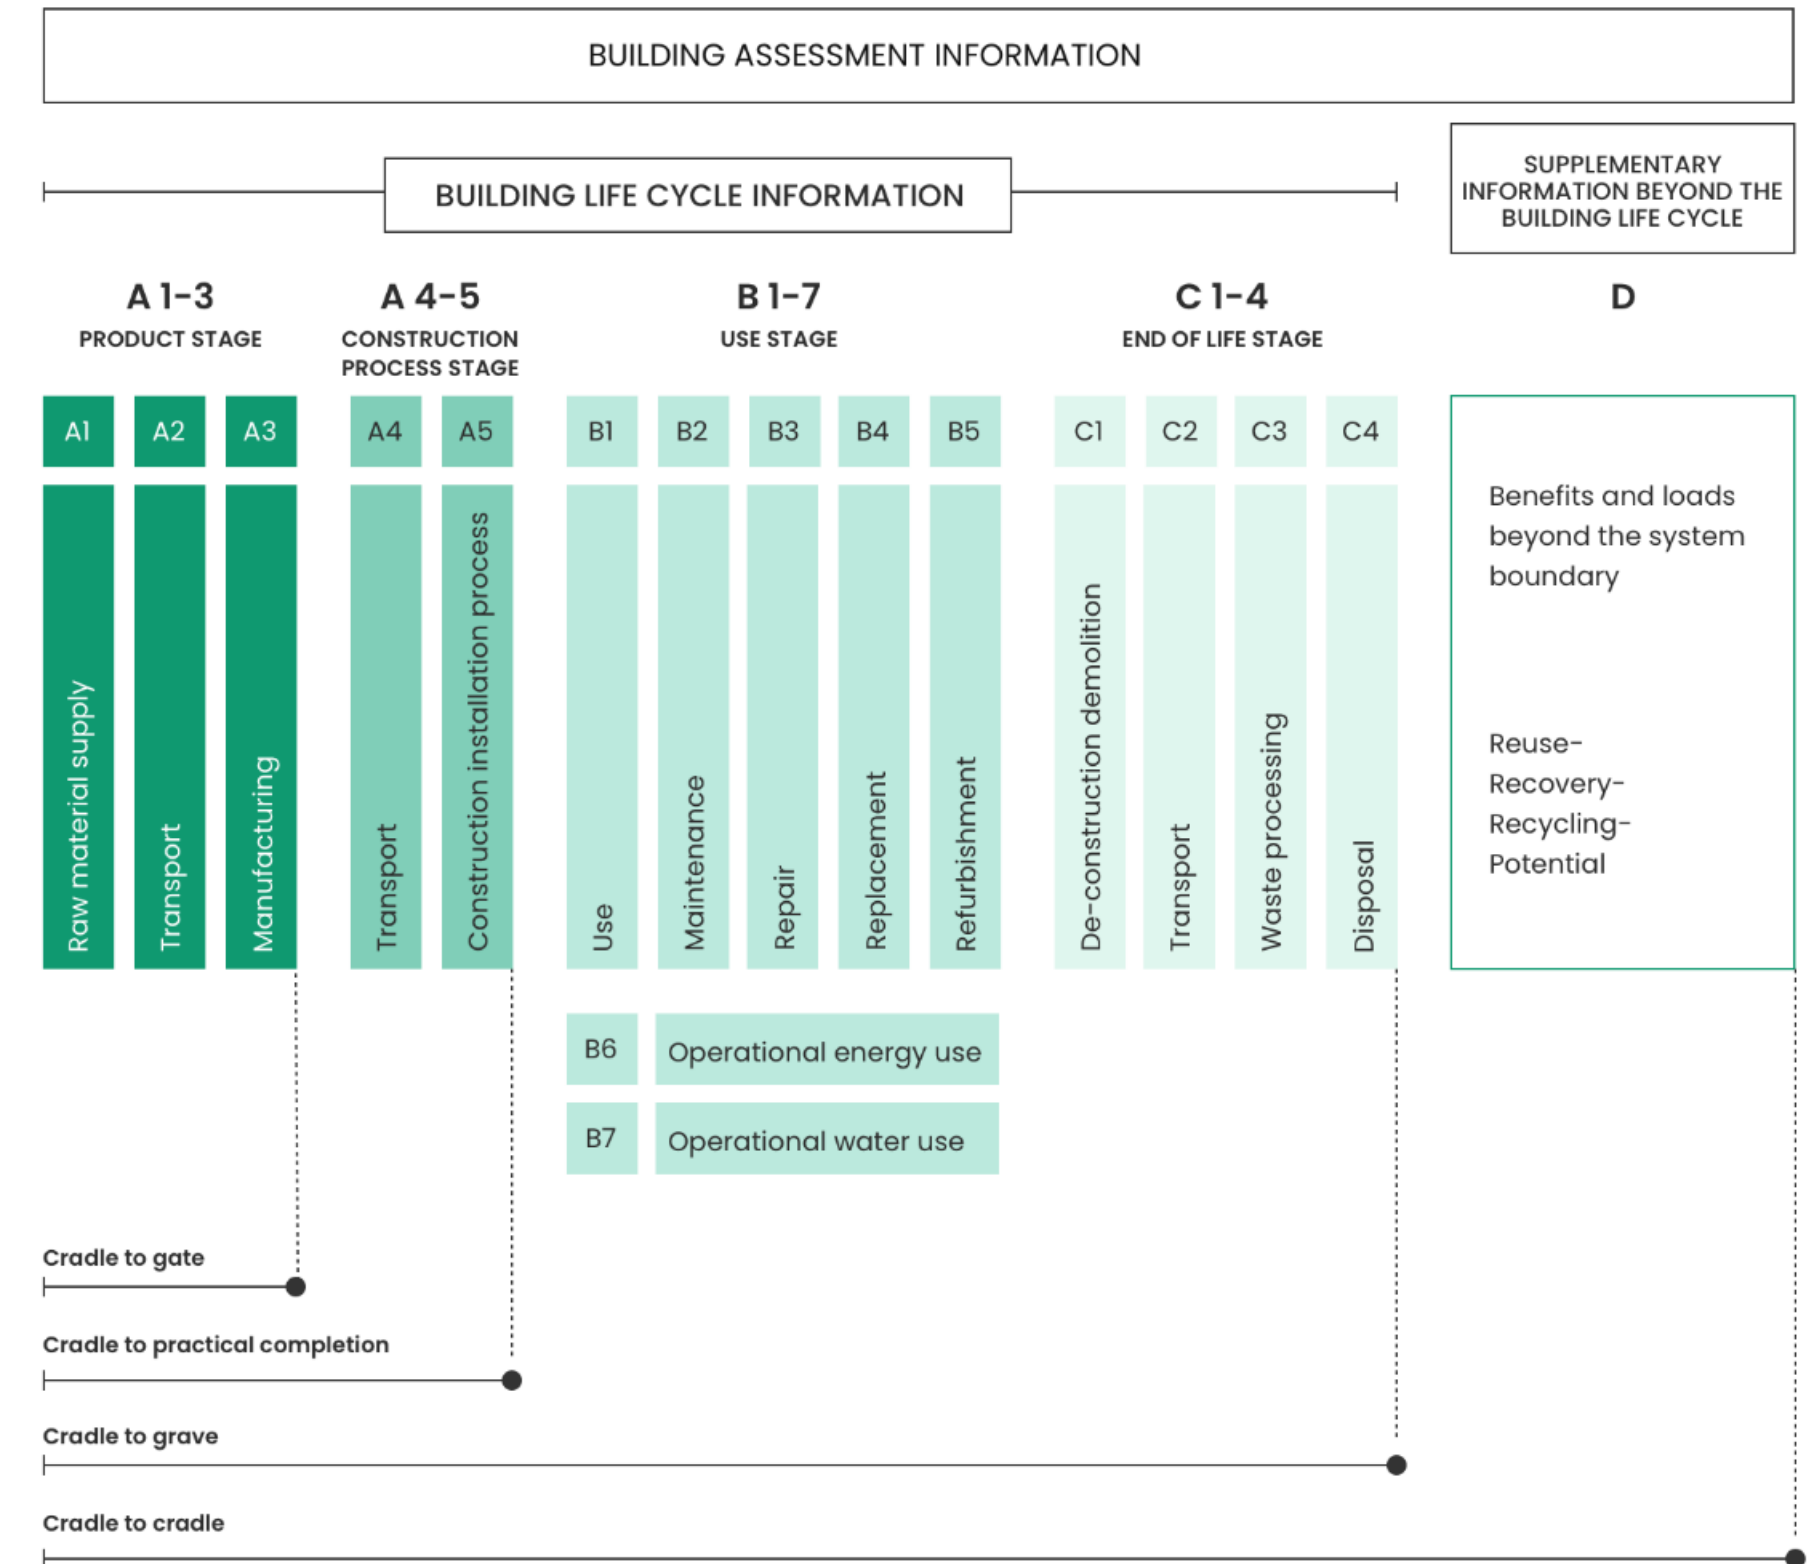 BUILDING ASSESSMENT INFORMATION
BUILDING LIFE CYCLE INFORMATION
SUPPLEMENTARY
INFORMATION BEYOND THE
BUILDING LIFE CYCLE
A 1-3
PRODUCT STAGE
A 4-5
CONSTRUCTION
PROCESS STAGE
B 1-7
USE STAGE
C 1-4
END OF LIFE STAGE
D
A1
A2
A3
A4
A5
B1
B2
B3
B4
B5
C1
C2
C3
C4
Raw material supply
Transport
Manufacturing
Transport
Construction installation process
Use
Maintenance
Repair
Replacement
Refurbishment
De-construction demolition
Transport
Waste processing
Disposal
Benefits and loads
beyond the system
boundary
Reuse-
Recovery-
Recycling-
Potential
B6
Operational energy use
B7
Operational water use
Cradle to gate
Cradle to practical completion
Cradle to grave
Cradle to cradle